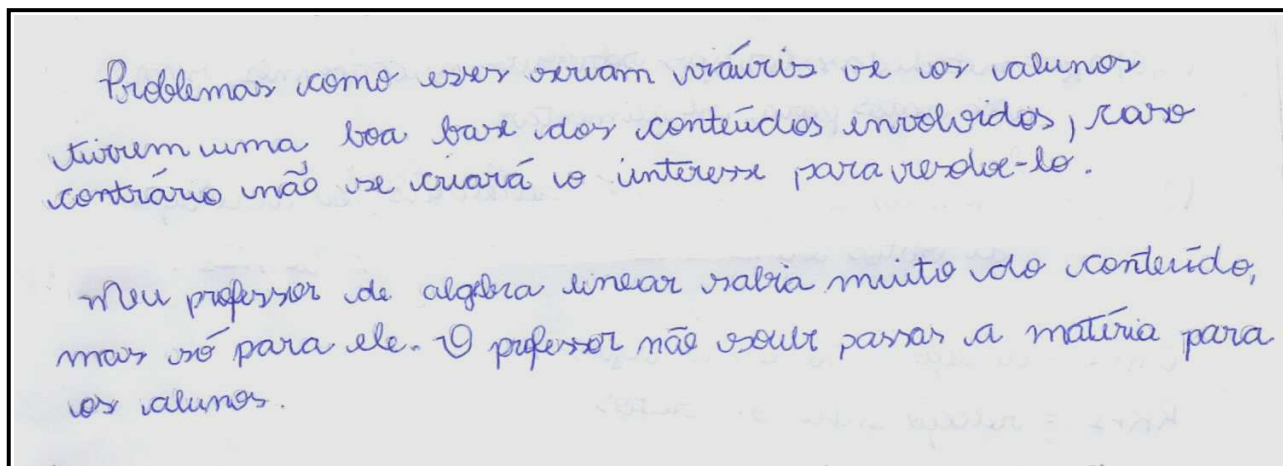 Problemas como esses seriam viáveis se os alunos
tivirem uma boa base dos conteúdos envolvidos, caso
contrário não se criará o interesse para resolve-lo.
Meu professor de algebra linear sabia muito do conteúdo,
mas só para ele. O professor não soube passar a matéria para
os alunos.